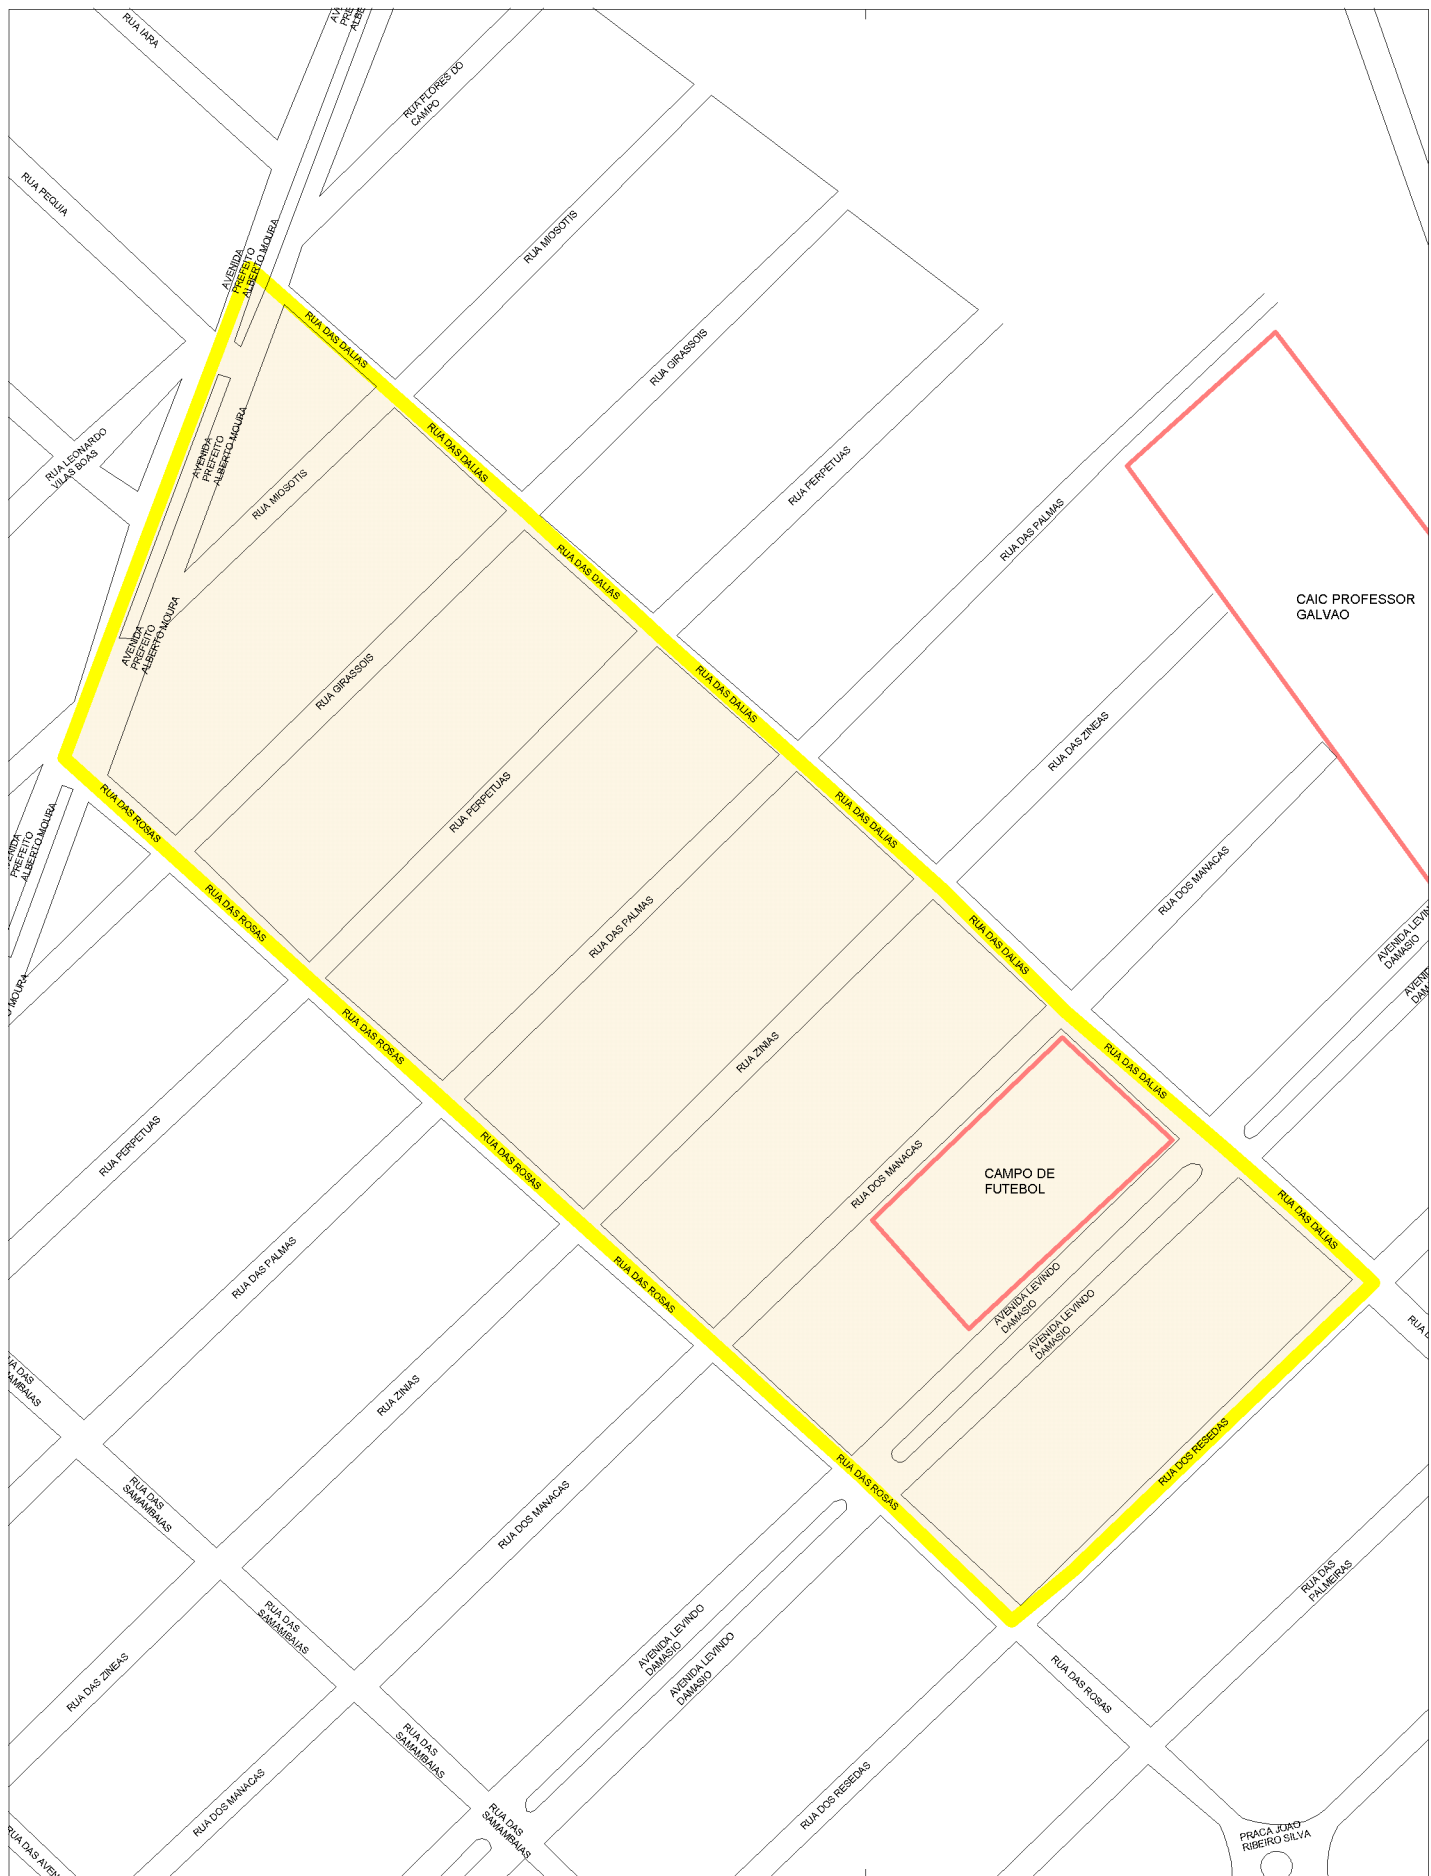 RUA IARA
RUA FLORES DO
CAMPO
RUA PEQUIA
RUA MIOSOTIS
AVENIDA
PREFEITO
ALBERTO MOURA
RUA DAS DALIAS
RUA GIRASSOIS
RUA LEONARDO
VILAS BOAS
AVENIDA
PREFEITO
ALBERTO MOURA
RUA DAS DALIAS
RUA MIOSOTIS
RUA PERPETUAS
RUA DAS PALMAS
RUA DAS DALIAS
CAIC PROFESSOR
GALVAO
AVENIDA
PREFEITO
ALBERTO MOURA
RUA GIRASSOIS
RUA DAS DALIAS
RUA DAS ZINEAS
RUA DAS ROSAS
RUA PERPETUAS
RUA DAS DALIAS
PREFEITO
ALBERTO MOURA
RUA DOS MANACAS
RUA DAS ROSAS
RUA DAS PALMAS
RUA DAS DALIAS
AVENIDA LEVIN
DAMASIO
MOURA
RUA DAS ROSAS
RUA ZINIAS
RUA DAS DALIAS
RUA PERPETUAS
RUA DAS ROSAS
RUA DOS MANACAS
CAMPO DE
FUTEBOL
RUA DAS DALIAS
RUA DAS PALMAS
RUA DAS ROSAS
AVENIDA LEVINDO
DAMASIO
AVENIDA LEVINDO
DAMASIO
RUA ZINIAS
RUA DAS ROSAS
RUA DOS RESEDAS
RUA DAS
SAMAMBAIAS
RUA DOS MANACAS
RUA DAS
PALMEIRAS
RUA DAS
SAMAMBAIAS
AVENIDA LEVINDO
DAMASIO
AVENIDA LEVINDO
DAMASIO
RUA DAS ZINEAS
RUA DAS ROSAS
RUA DAS
SAMAMBAIAS
RUA DOS MANACAS
RUA DOS RESEDAS
RUA DAS
SAMAMBAIAS
PRACA JOAO
RIBEIRO SILVA
RUA DAS AVEN